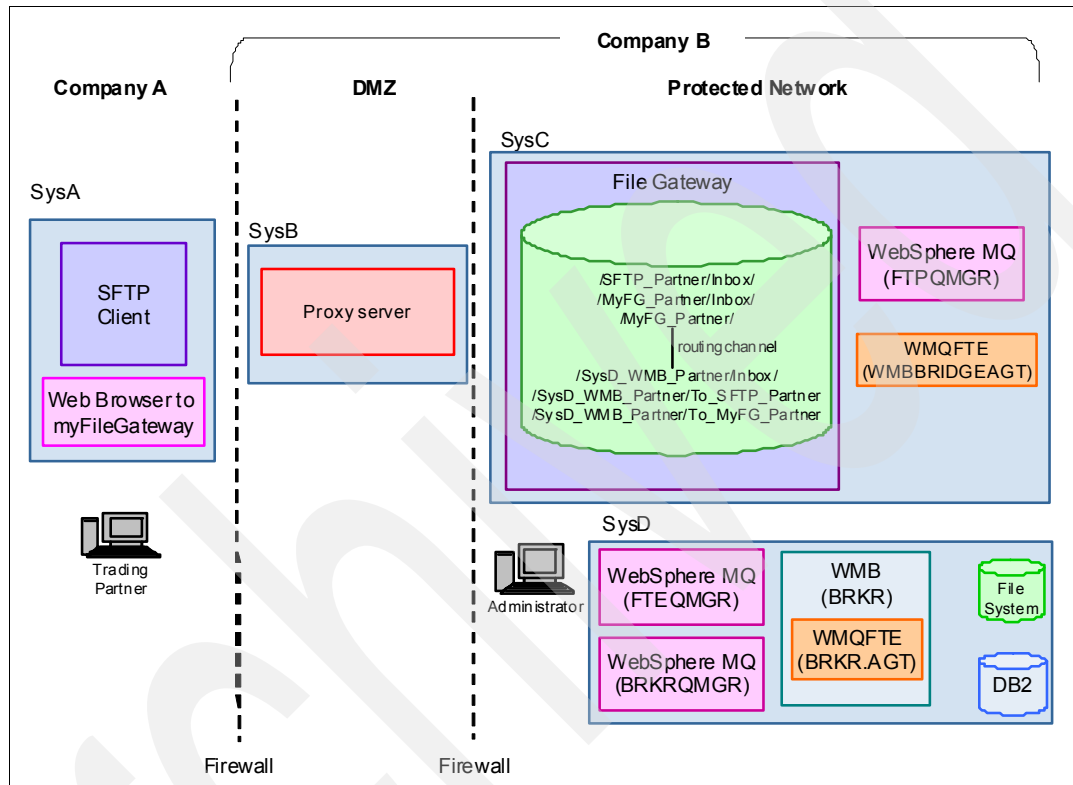 Company B
Company A
DMZ
Protected Network
SysA
SFTP
Client
Web Browser to
myFileGateway
Trading
Partner
SysB
Proxy server
SysC
File Gateway
/SFTP_Partner/Inbox/
/MyFG_Partner/Inbox/
/MyFG_Partner/
routing channel
/SysD_WMB_Partner/Inbox/
/SysD_WMB_Partner/To_SFTP_Partner
/SysD_WMB_Partner/To_MyFG_Partner
WebSphere MQ
(FTPQMGR)
WMQFTE
(WMBBRIDGEAGT)
SysD
Administrator
WebSphere MQ
(FTEQMGR)
WebSphere MQ
(BRKRQMGR)
WMB
(BRKR)
WMQFTE
(BRKR.AGT)
File
System
DB2
Firewall
Firewall